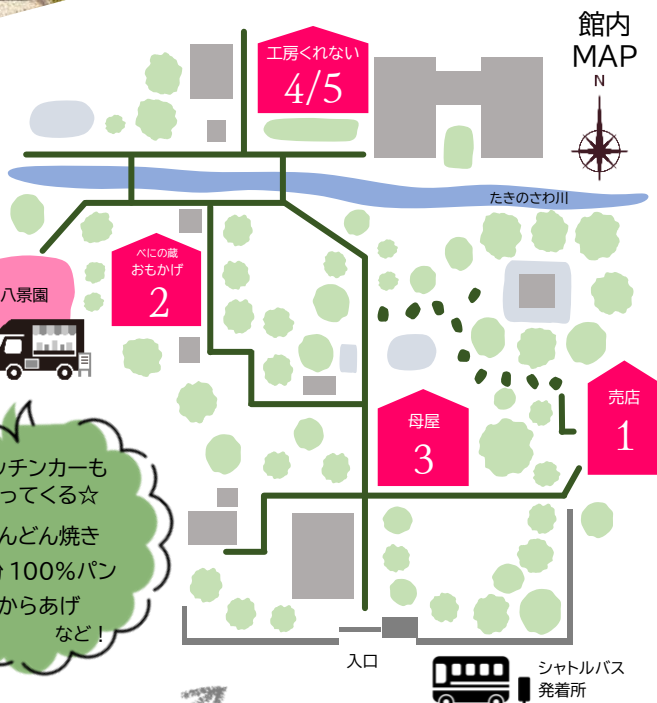 館内
MAP
N
工房くれない
4/5
たきのさわ川
べにの蔵
おもかげ
2
八景園
売店
1
母屋
3
ッチンカーも
ってくる☆
んどん焼き
100%パン
からあげ
など!
入口
シャトルバス
発着所